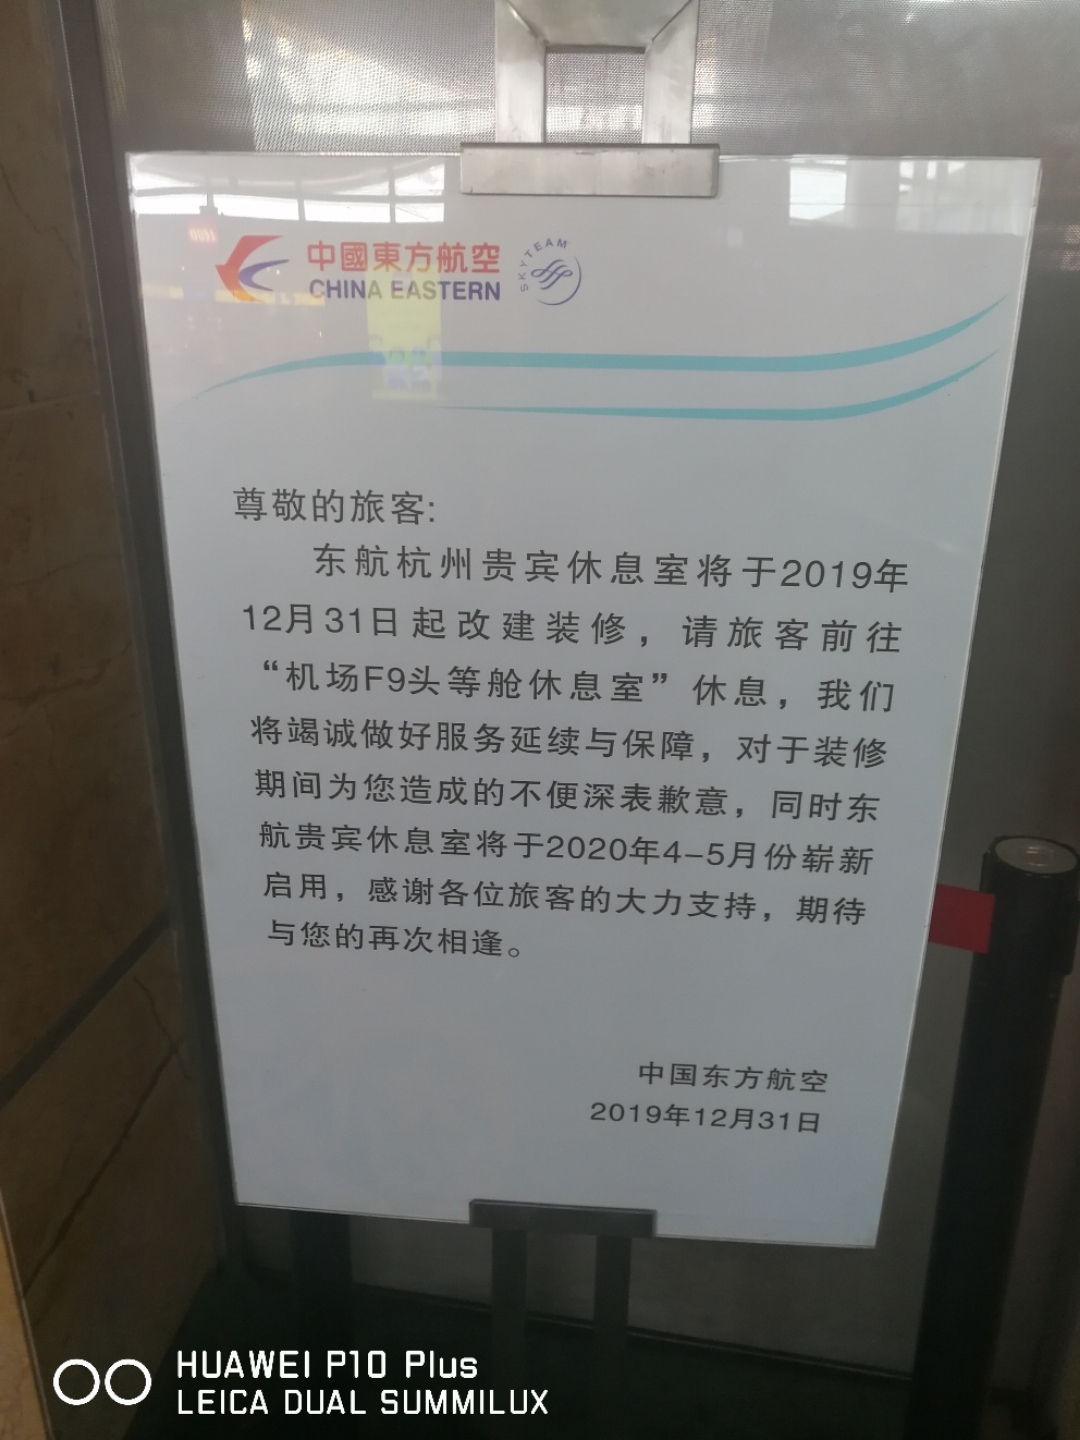 中國東方航空
CHINA EASTERN
SKYTEAM
尊敬的旅客:
东航杭州贵宾休息室将于2019年
12月31日起改建装修，请旅客前往
“机场F9头等舱休息室”休息，我们
将竭诚做好服务延续与保障，对于装修
期间为您造成的不便深表歉意，同时东
航贵宾休息室将于2020年4-5月份崭新
启用，感谢各位旅客的大力支持，期待
与您的再次相逢。
中国东方航空
2019年12月31日
HUAWEI P10 Plus
LEICA DUAL SUMMILUX